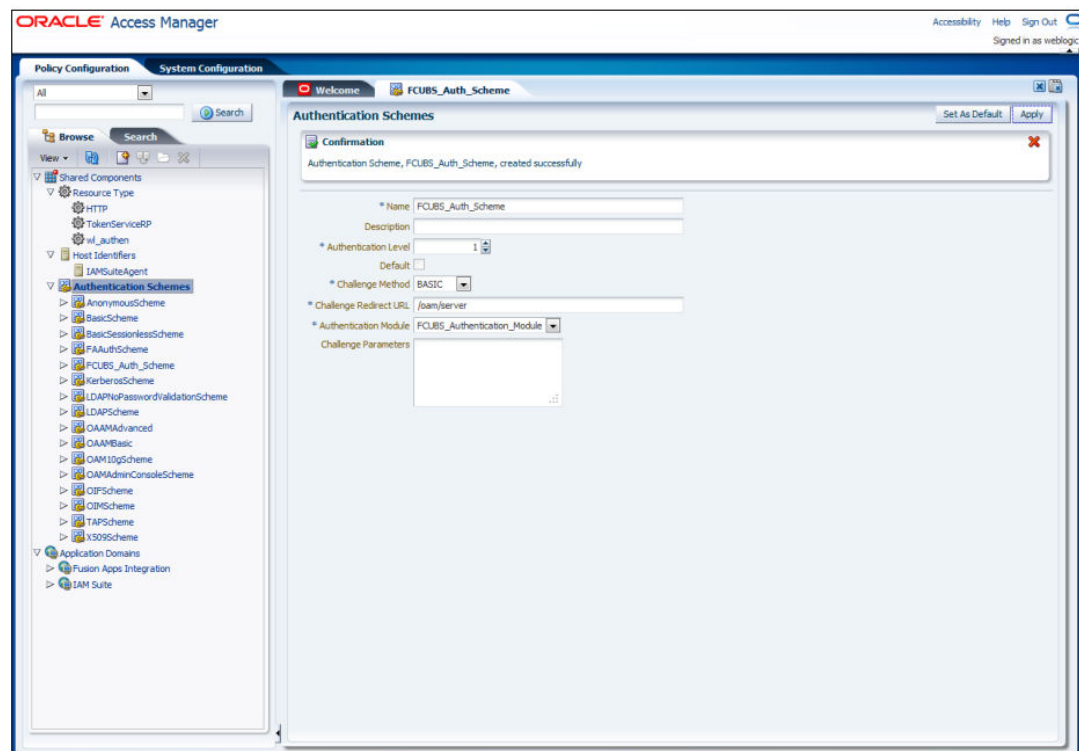 ORACLE Access Manager
Accessibility Help Sign Out
Signed in as weblogic
Policy Configuration System Configuration
All
Search
Browse Search
View
Shared Components
Resource Type
HTTP
TokenServiceRP
wl_authen
Host Identifiers
IAMSuiteAgent
Authentication Schemes
AnonymousScheme
BasicScheme
BasicSessionlessScheme
FAAuthScheme
FCUBS_Auth_Scheme
KerberosScheme
LDAPNoPasswordValidationScheme
LDAPScheme
OAAMAdvanced
OAAMBasic
OAM10gScheme
OAMAdminConsoleScheme
OIFScheme
OIMScheme
TAPScheme
X509Scheme
Application Domains
Fusion Apps Integration
IAM Suite
Welcome FCUBS_Auth_Scheme
Authentication Schemes Set As Default Apply
Confirmation
Authentication Scheme, FCUBS_Auth_Scheme, created successfully
* Name FCUBS_Auth_Scheme
Description
* Authentication Level 1
Default
* Challenge Method BASIC
* Challenge Redirect URL /oam/server
* Authentication Module FCUBS_Authentication_Module
Challenge Parameters